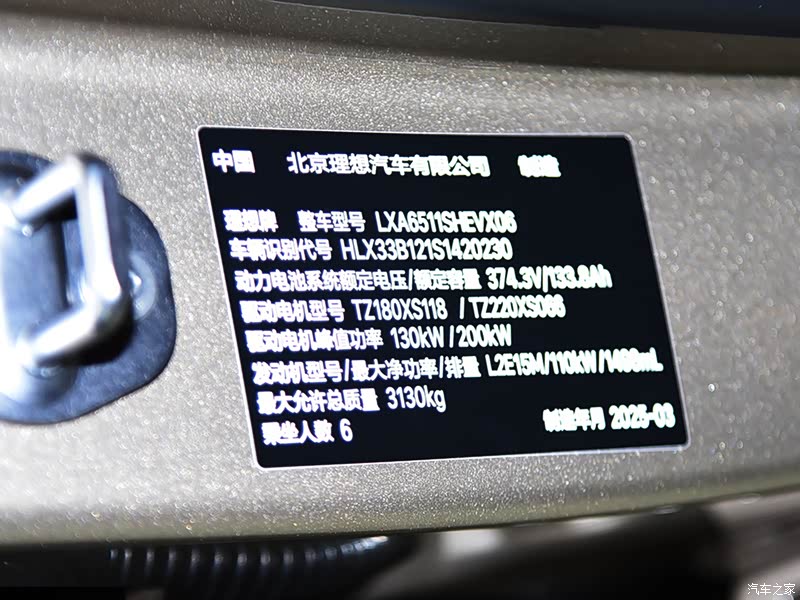 中国 北京理想汽车有限公司 制造
理想牌 整车型号 LXA6511SHEVX06
车辆识别代号 HLX33B121S1420230
动力电池系统额定电压/额定容量 374.3V/133.8Ah
驱动电机型号 TZ180XS118 / TZ220XS066
驱动电机峰值功率 130kW / 200kW
发动机型号/最大净功率/排量 L2E15M/110kW/1499mL
最大允许总质量 3130kg
乘坐人数 6 制造年月 2025-03
汽车之家